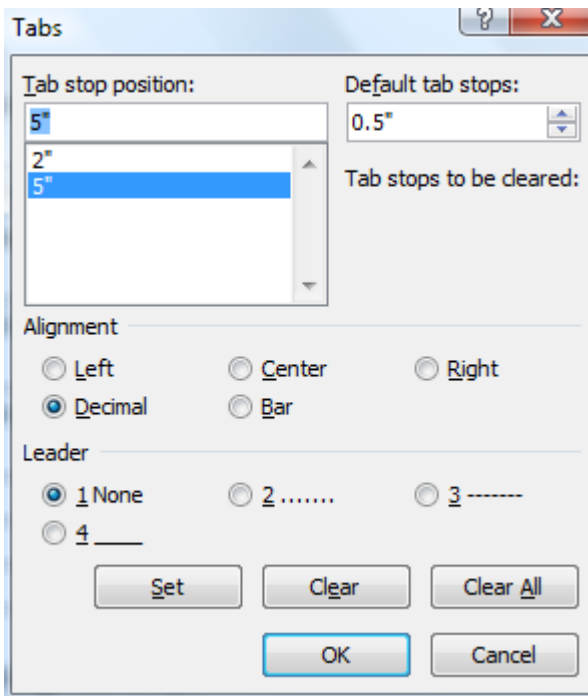 Tabs
?
Tab stop position: Default tab stops:
5" 0.5"
2"
5"
Tab stops to be cleared:
Alignment
Left Center Right
Decimal Bar
Leader
1 None 2 ....... 3 -------
4 ____
Set Clear Clear All
OK Cancel